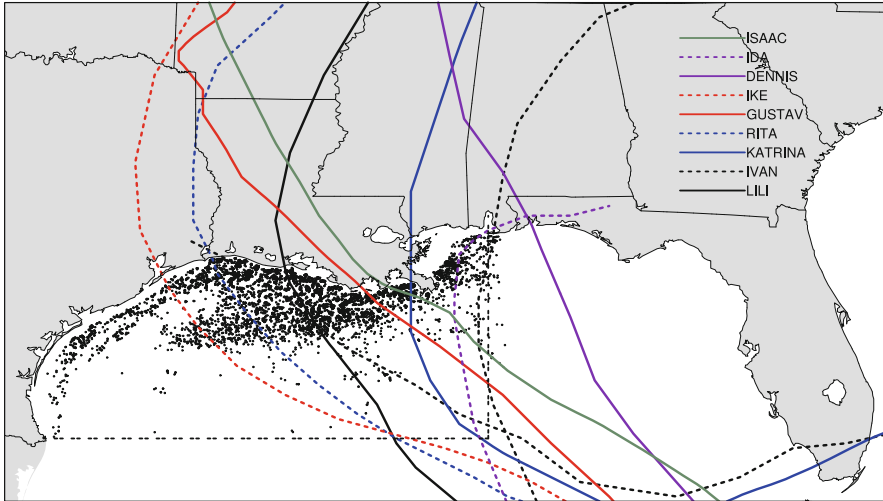 ISAAC
IDA
DENNIS
IKE
GUSTAV
RITA
KATRINA
IVAN
LILI